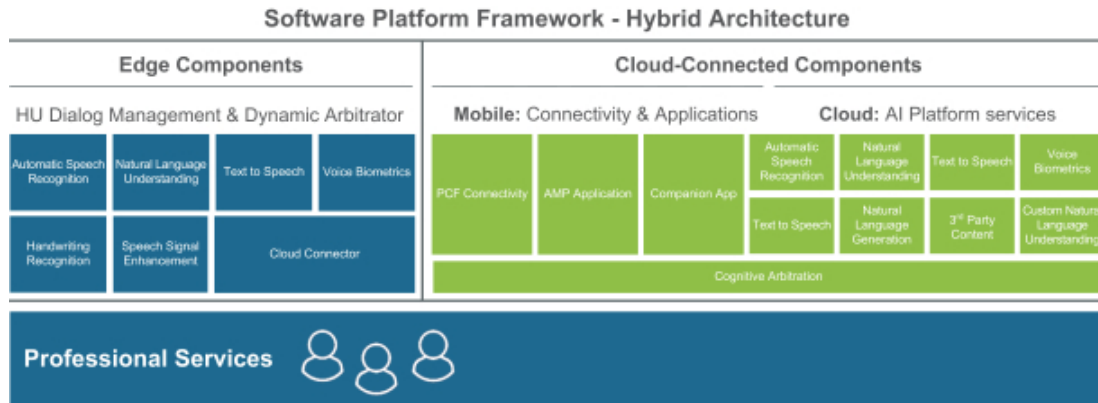 Software Platform Framework - Hybrid Architecture
Edge Components
HU Dialog Management & Dynamic Arbitrator
Automatic Speech
Recognition
Natural Language
Understanding
Text to Speech
Voice Biometrics
Handwriting
Recognition
Speech Signal
Enhancement
Cloud Connector
Cloud-Connected Components
Mobile: Connectivity & Applications
Cloud: AI Platform services
PCF Connectivity
AMP Application
Companion App
Automatic
Speech
Recognition
Natural
Language
Understanding
Text to Speech
Voice
Biometrics
Text to Speech
Natural
Language
Generation
3rd Party
Content
Custom Natural
Language
Understanding
Cognitive Arbitration
Professional Services